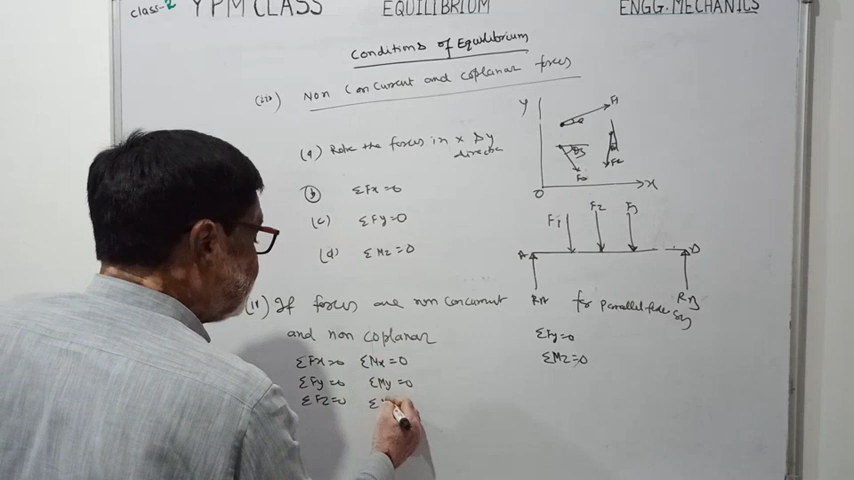 class-2 Y P M CLASS EQUILIBRIUM ENGG. MECHANICS
Conditions of Equilibrium
(iii) Non Concurrent and coplanar forces
(a) the forces in x & y
direction
(b) ΣFx=0
(c) ΣFy=0
(d) ΣMz=0
Y
F1
F2
F3
O X
F1 F2 F3
A B
RA RB
(ii) If forces are non concurrent
and non coplanar
ΣFx=0 ΣMx=0
ΣFy=0 ΣMy=0
ΣFz=0 Σ
for parallel force Sy
ΣFy=0
ΣMz=0